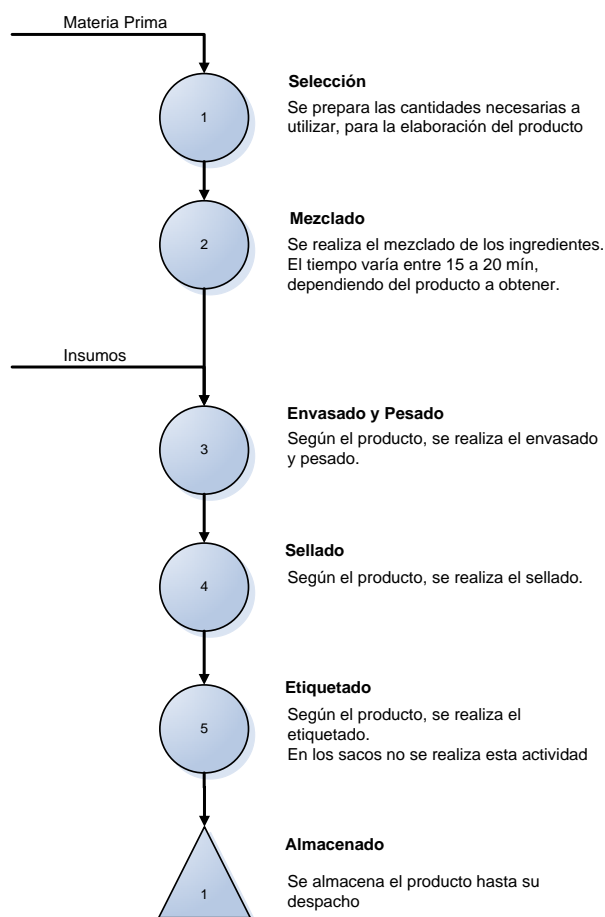 Materia Prima
1
Selección
Se prepara las cantidades necesarias a
utilizar, para la elaboración del producto
2
Mezclado
Se realiza el mezclado de los ingredientes.
El tiempo varía entre 15 a 20 mín,
dependiendo del producto a obtener.
Insumos
3
Envasado y Pesado
Según el producto, se realiza el envasado
y pesado.
4
Sellado
Según el producto, se realiza el sellado.
5
Etiquetado
Según el producto, se realiza el
etiquetado.
En los sacos no se realiza esta actividad
1
Almacenado
Se almacena el producto hasta su
despacho